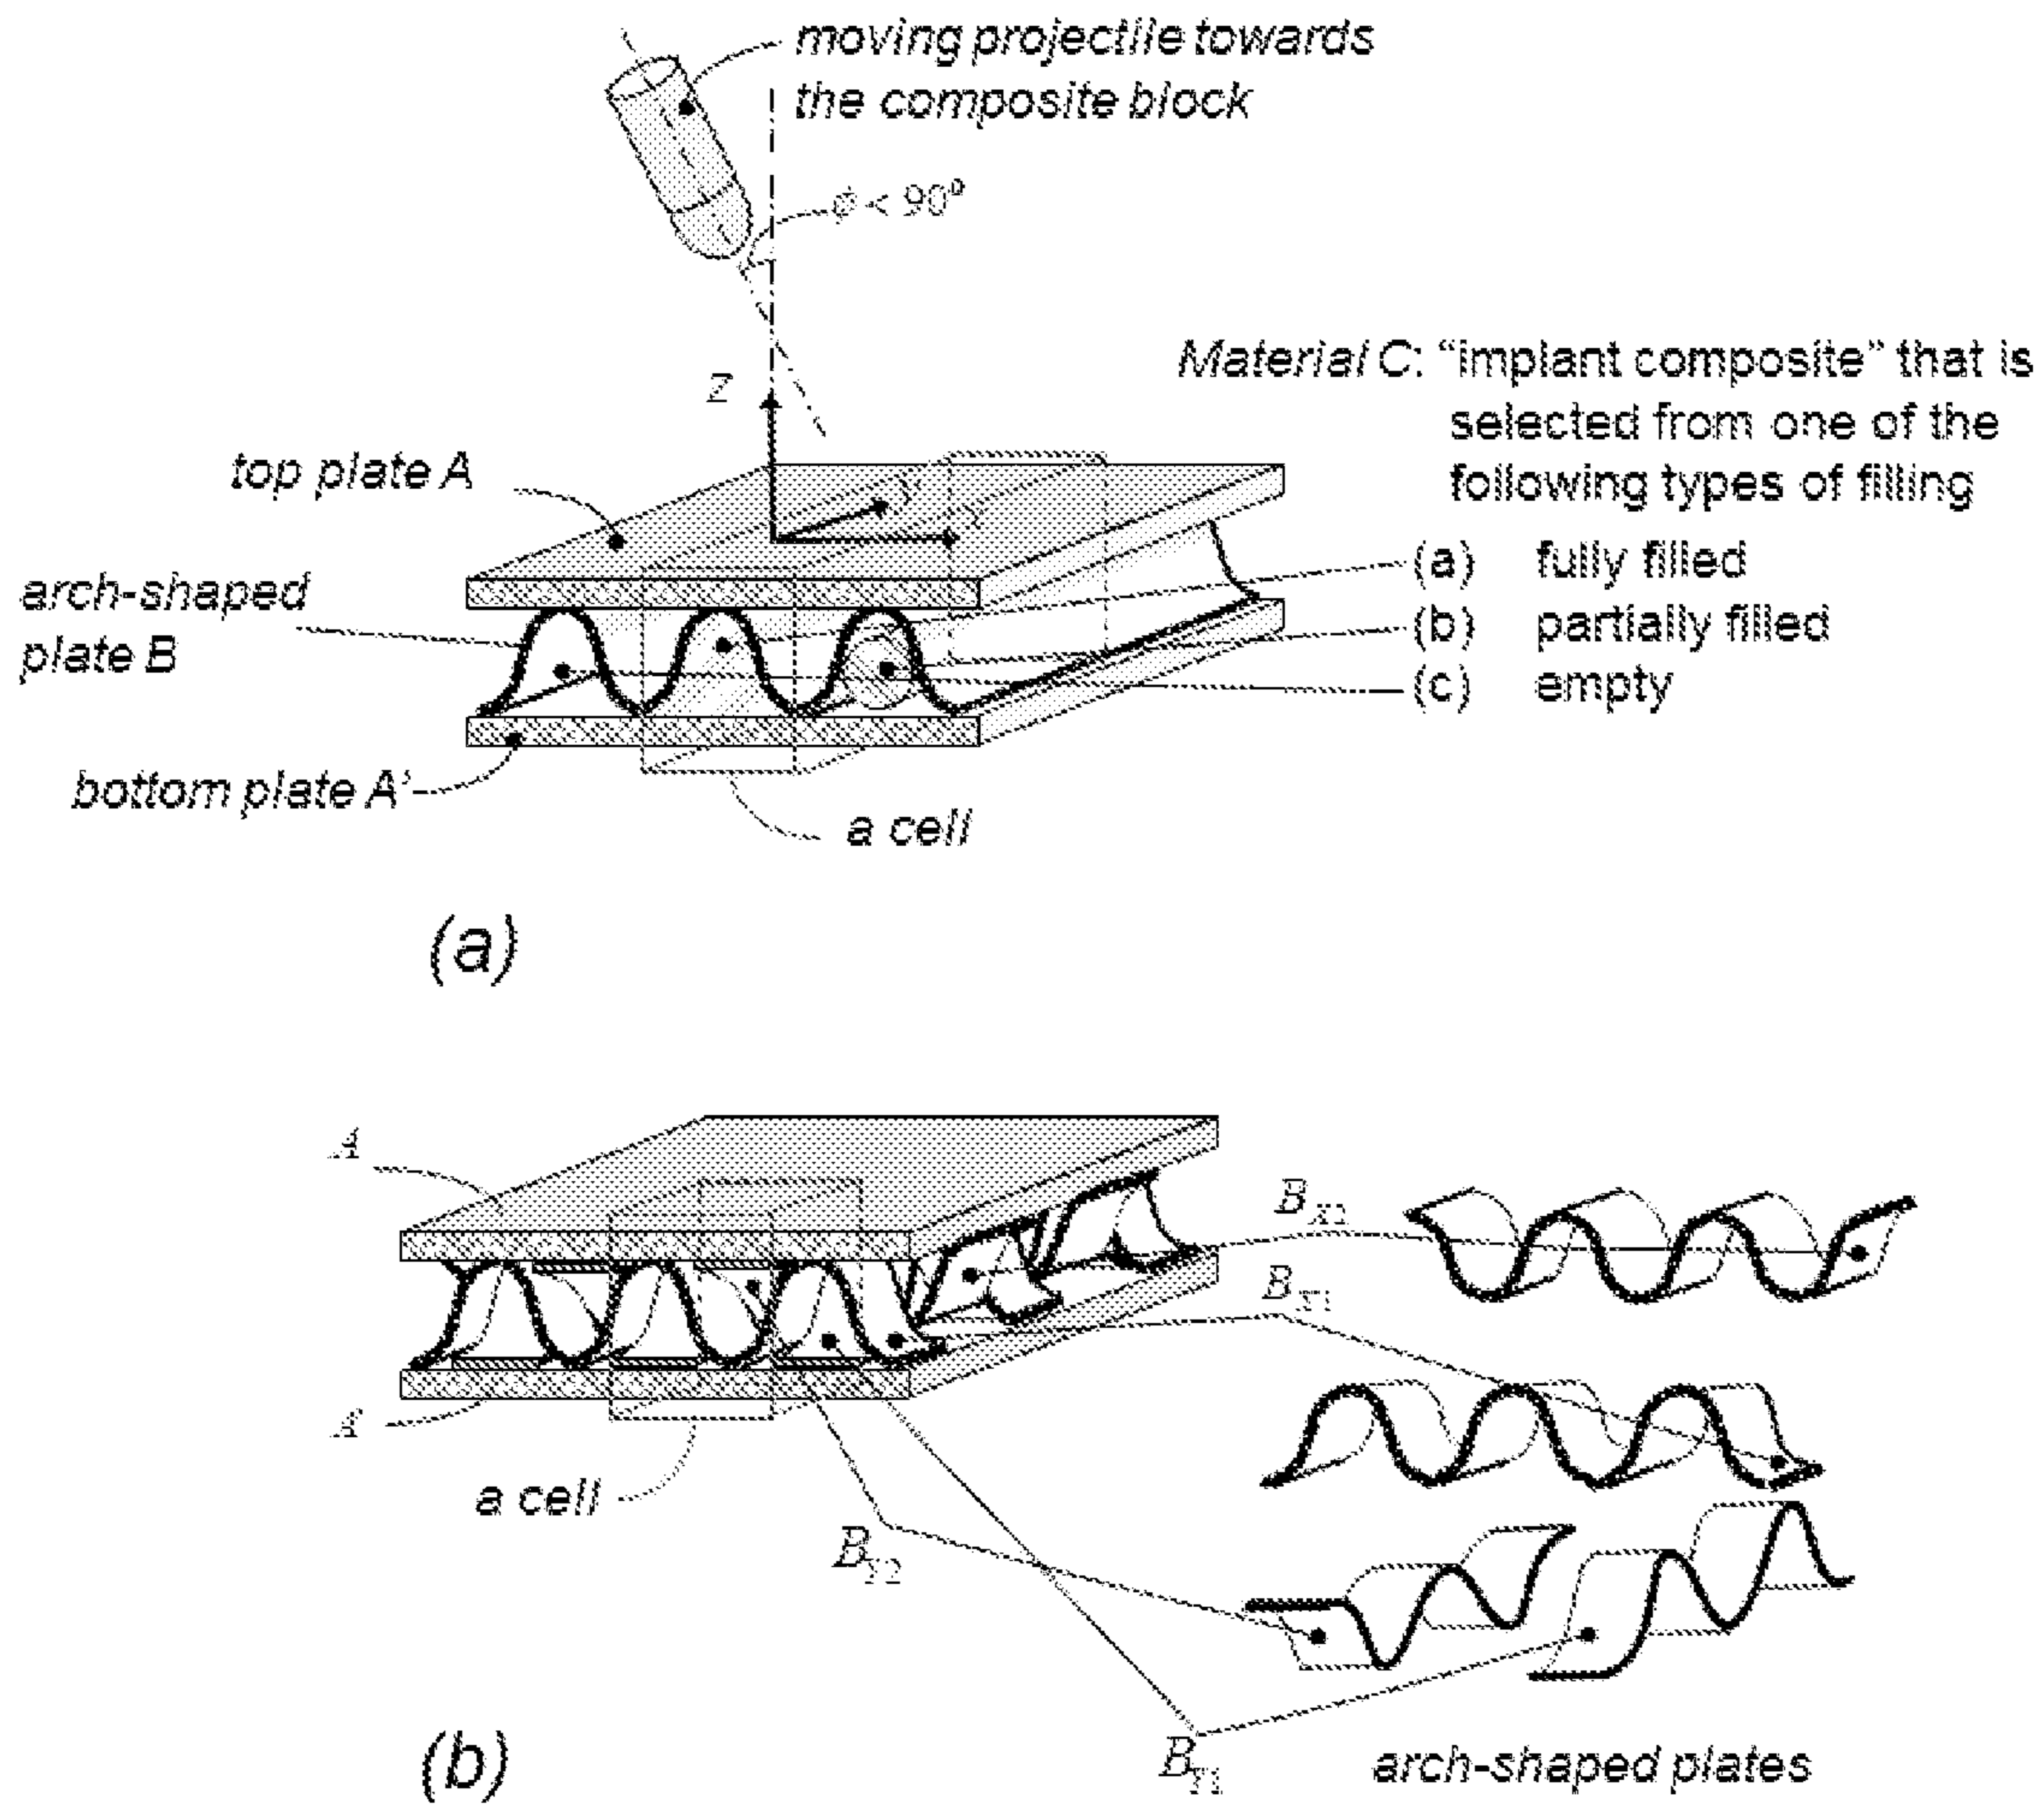 moving projectile towards
the composite block
ϕ < 90°
Z
Material C: “implant composite” that is
selected from one of the
following types of filling
top plate A
(a) fully filled
arch-shaped
plate B
(b) partially filled
(c) empty
bottom plate A'
a cell
(a)
A
B
B
A'
a cell
B Y2
B Y1
(b)
arch-shaped plates